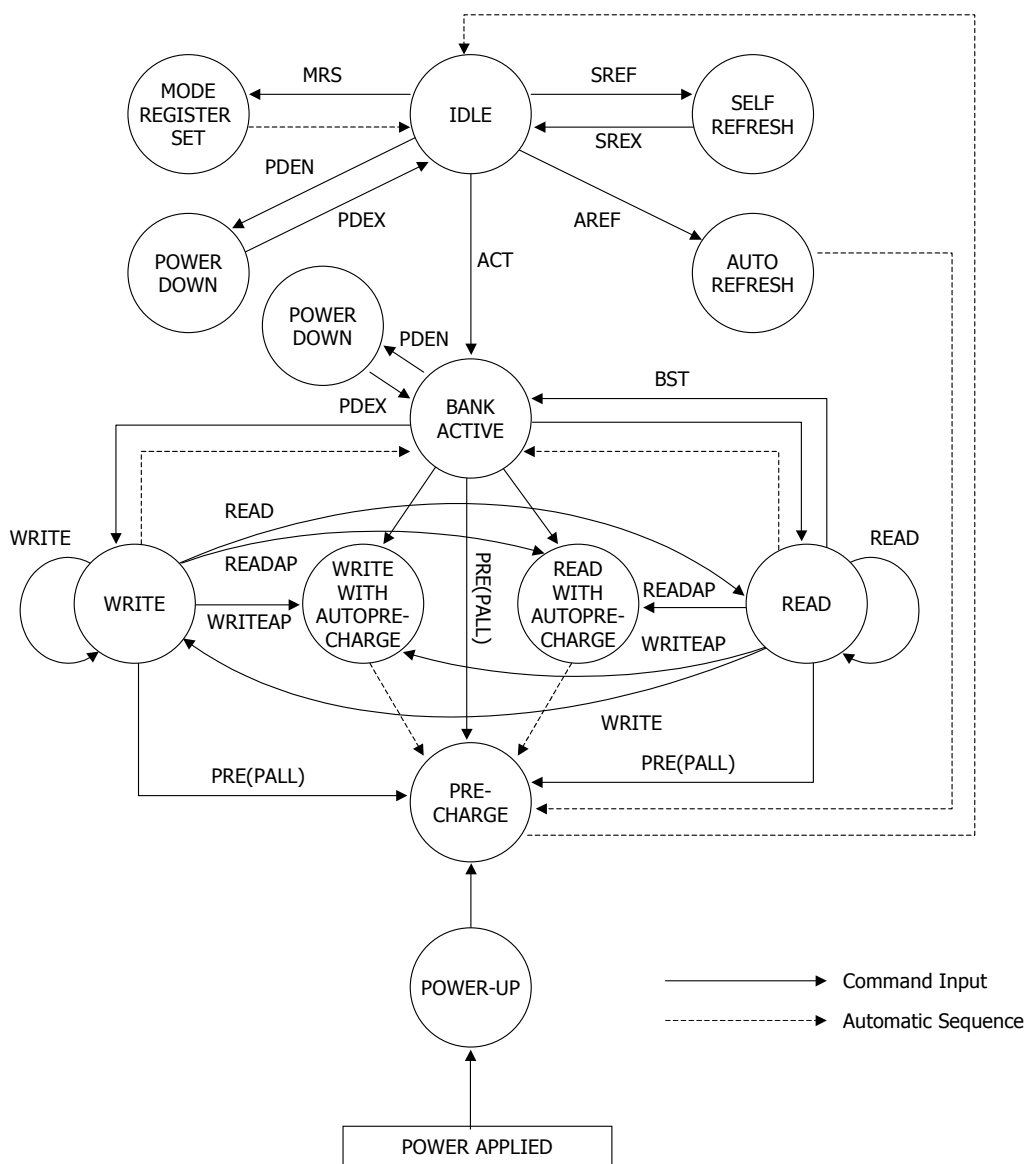 MRS
SREF
MODE
REGISTER
SET
IDLE
SELF
REFRESH
SREX
PDEN
PDEX
AREF
POWER
DOWN
ACT
AUTO
REFRESH
POWER
DOWN
PDEN
BST
PDEX
BANK
ACTIVE
READ
WRITE
READ
READAP
WRITE
WITH
AUTOPRE-
CHARGE
PRE(PALL)
READ
WITH
AUTOPRE-
CHARGE
READAP
WRITE
WRITEAP
READ
WRITEAP
WRITE
PRE(PALL)
PRE(PALL)
PRE-
CHARGE
POWER-UP
Command Input
Automatic Sequence
POWER APPLIED